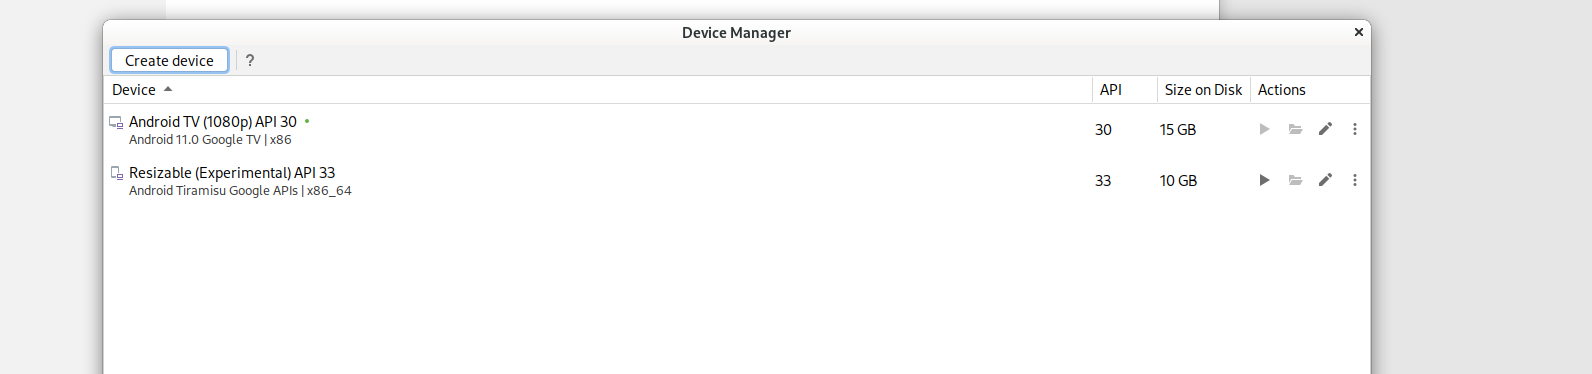 Device Manager
Create device ?
Device API Size on Disk Actions
Android TV (1080p) API 30
Android 11.0 Google TV | x86
30 15 GB
Resizable (Experimental) API 33
Android Tiramisu Google APIs | x86_64
33 10 GB